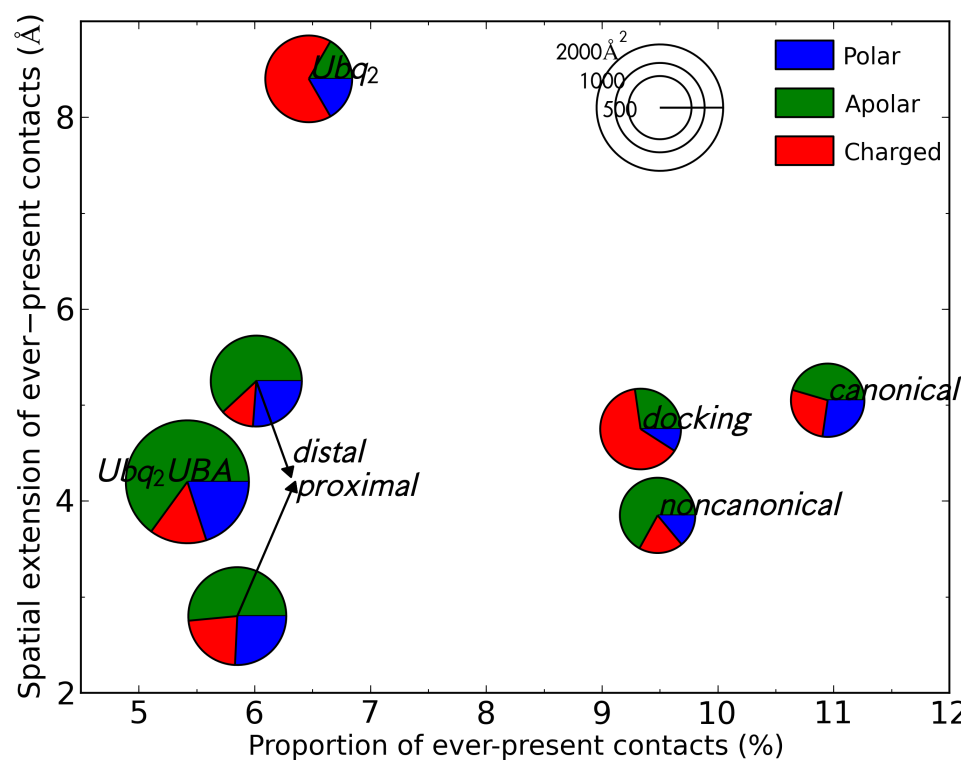 Spatial extension of ever−present contacts (Å)
8
6
4
2
Ubq₂
2000Å²
1000
500
Polar
Apolar
Charged
canonical
docking
distal
Ubq₂UBA
proximal
noncanonical
5 6 7 8 9 10 11 12
Proportion of ever-present contacts (%)